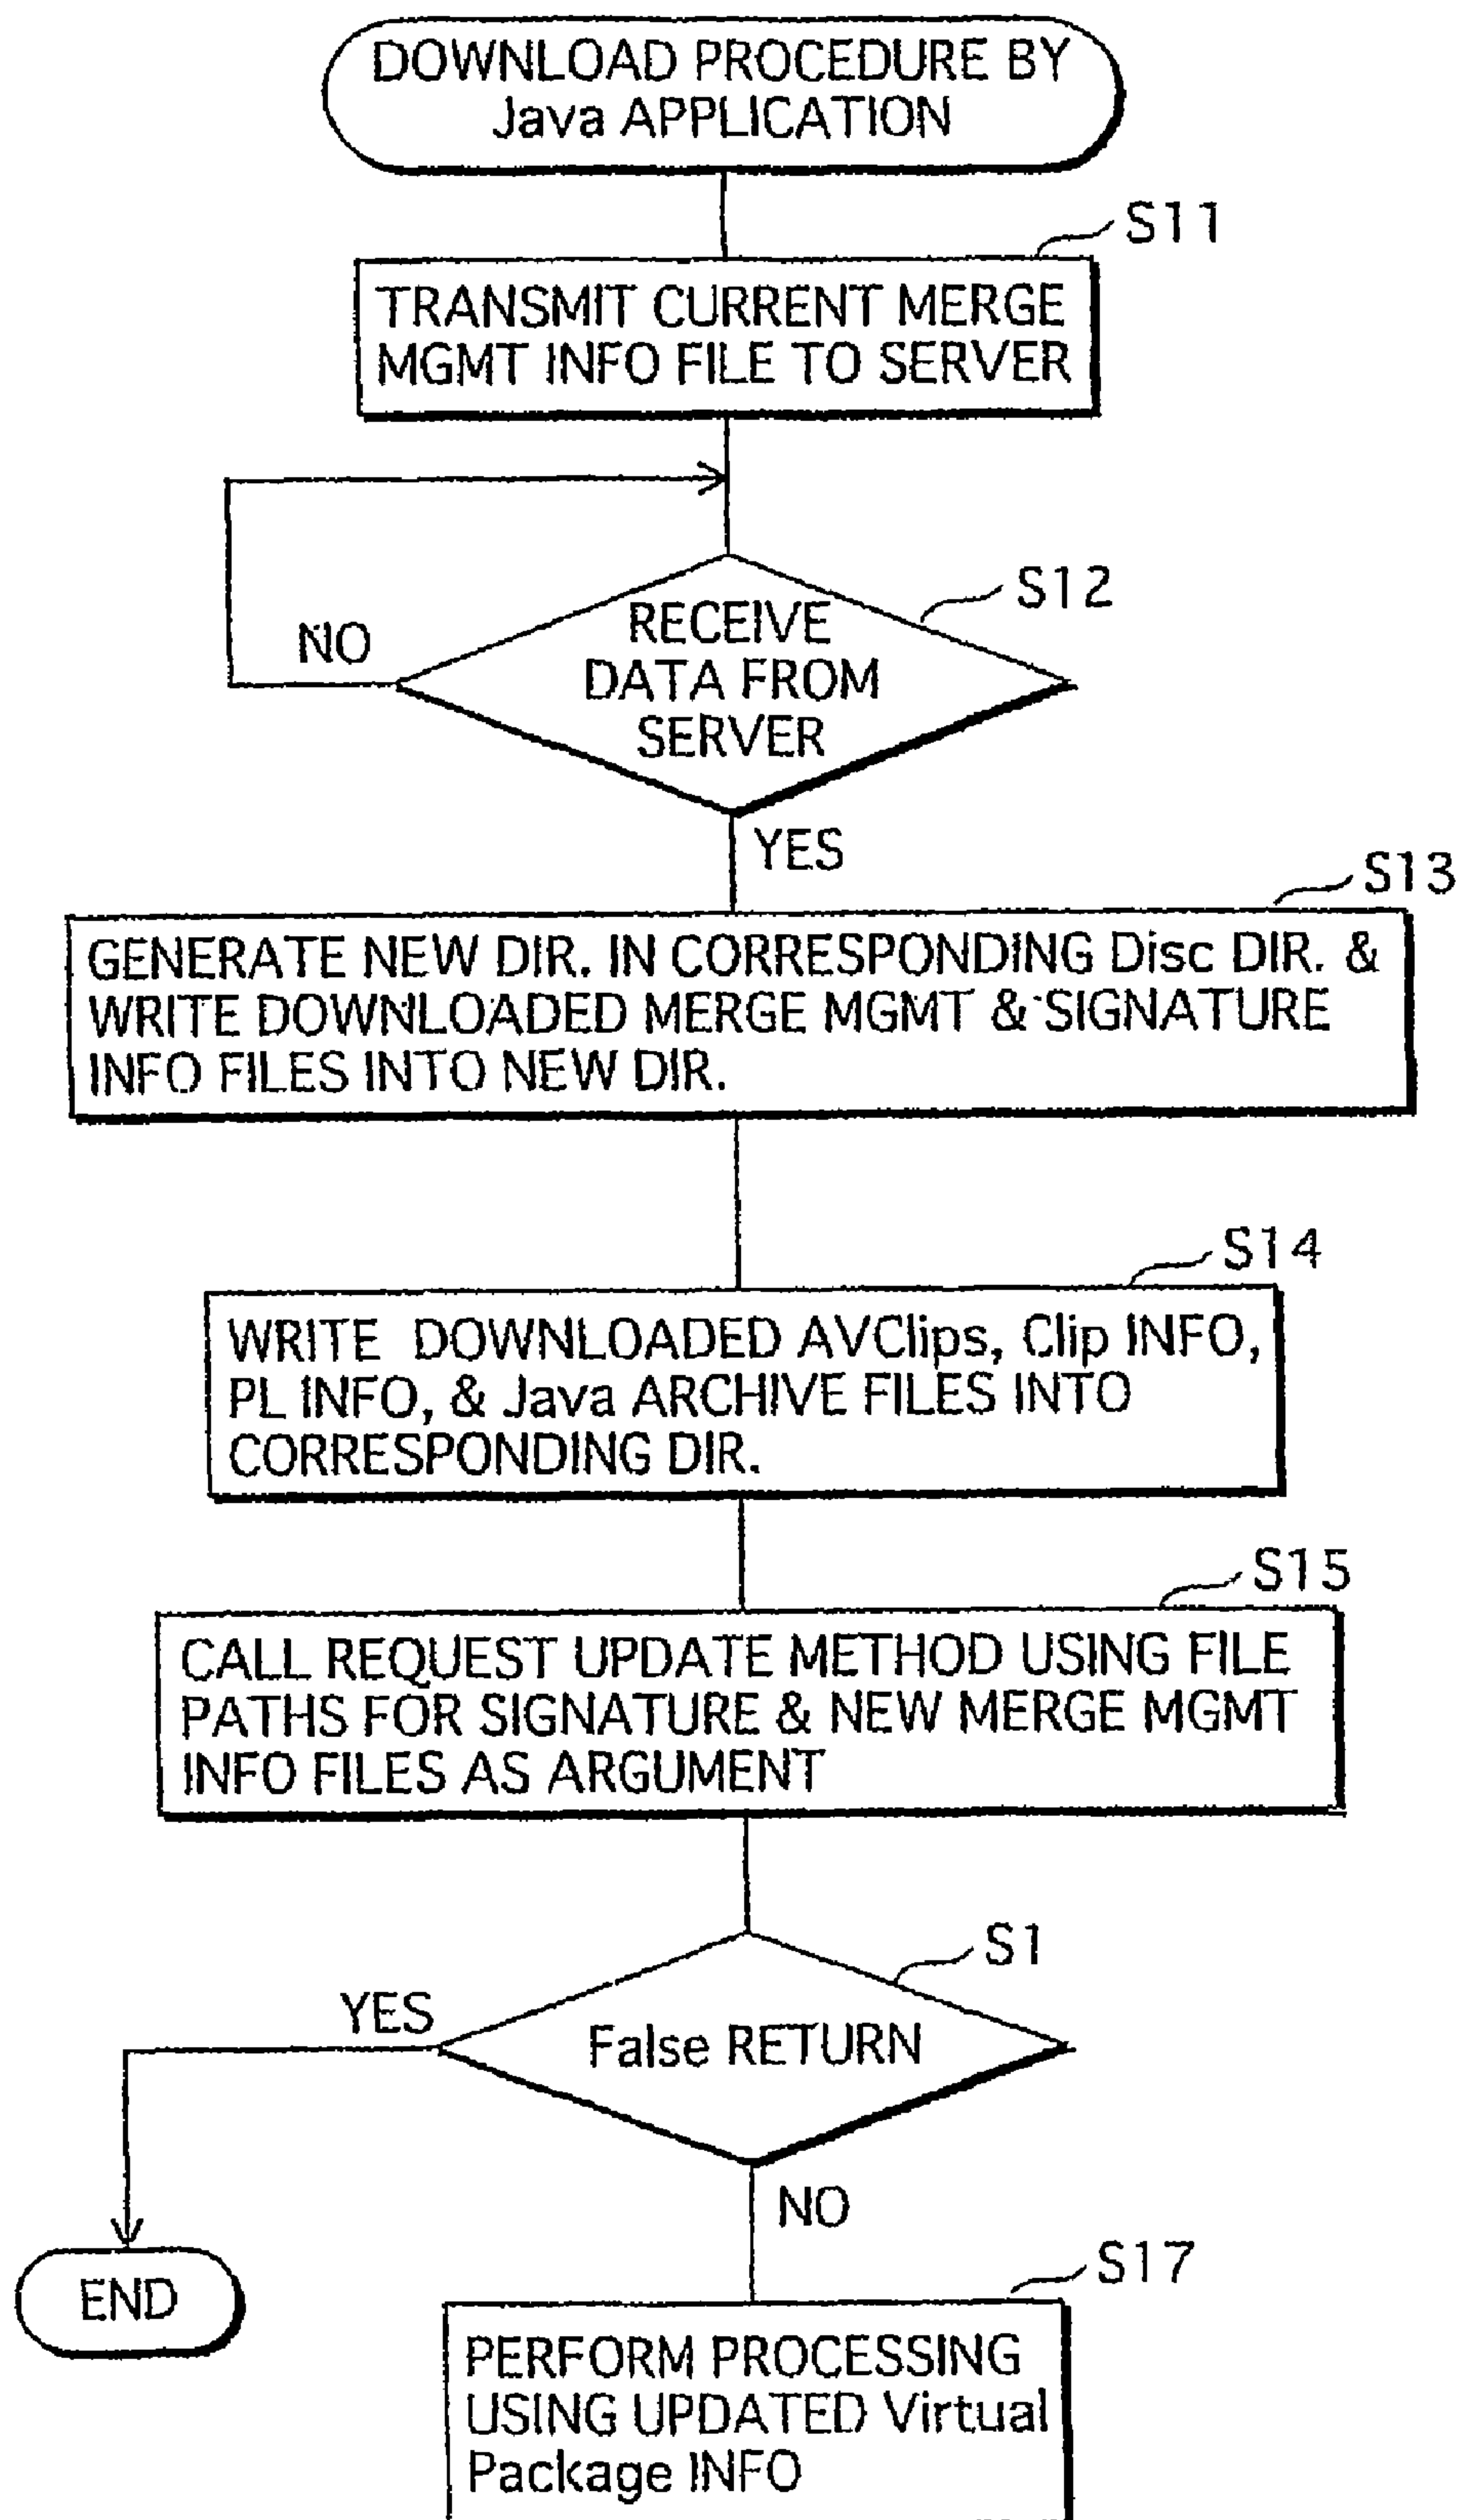 DOWNLOAD PROCEDURE BY
Java APPLICATION
S11
TRANSMIT CURRENT MERGE
MGMT INFO FILE TO SERVER
S12
NO
RECEIVE
DATA FROM
SERVER
YES
S13
GENERATE NEW DIR. IN CORRESPONDING Disc DIR. &
WRITE DOWNLOADED MERGE MGMT & SIGNATURE
INFO FILES INTO NEW DIR.
S14
WRITE DOWNLOADED AVClips, Clip INFO,
PL INFO, & Java ARCHIVE FILES INTO
CORRESPONDING DIR.
S15
CALL REQUEST UPDATE METHOD USING FILE
PATHS FOR SIGNATURE & NEW MERGE MGMT
INFO FILES AS ARGUMENT
S1
YES
False RETURN
NO
END
S17
PERFORM PROCESSING
USING UPDATED Virtual
Package INFO